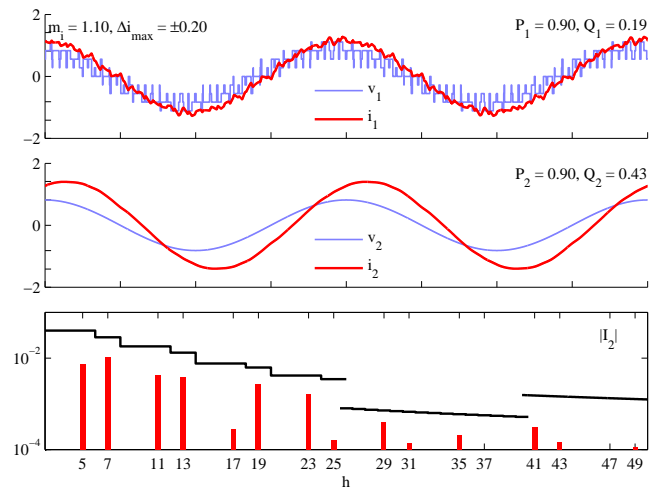 2
m_i = 1.10, Δi_max = ±0.20
P_1 = 0.90, Q_1 = 0.19
0
v_1
i_1
−2
2
P_2 = 0.90, Q_2 = 0.43
0
v_2
i_2
−2
|I_2|
10^−2
10^−4
5 7 11 13 17 19 23 25 29 31 35 37 41 43 47 49
h